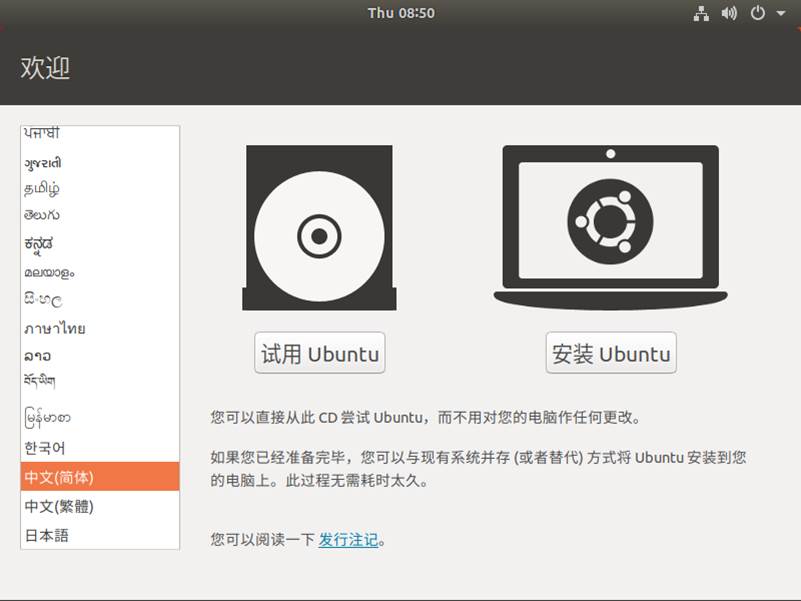 Thu 08:50
欢迎
ਪੰਜਾਬੀ
ગુજરાતી
தமிழ்
తెలుగు
ಕನ್ನಡ
മലയാളം
සිංහල
ภาษาไทย
ລາວ
བོད་ཡིག
မြန်မာစာ
한국어
中文(简体)
中文(繁體)
日本語
试用 Ubuntu
安装 Ubuntu
您可以直接从此 CD 尝试 Ubuntu，而不用对您的电脑作任何更改。
如果您已经准备完毕，您可以与现有系统并存 (或者替代) 方式将 Ubuntu 安装到您
的电脑上。此过程无需耗时太久。
您可以阅读一下 发行注记。